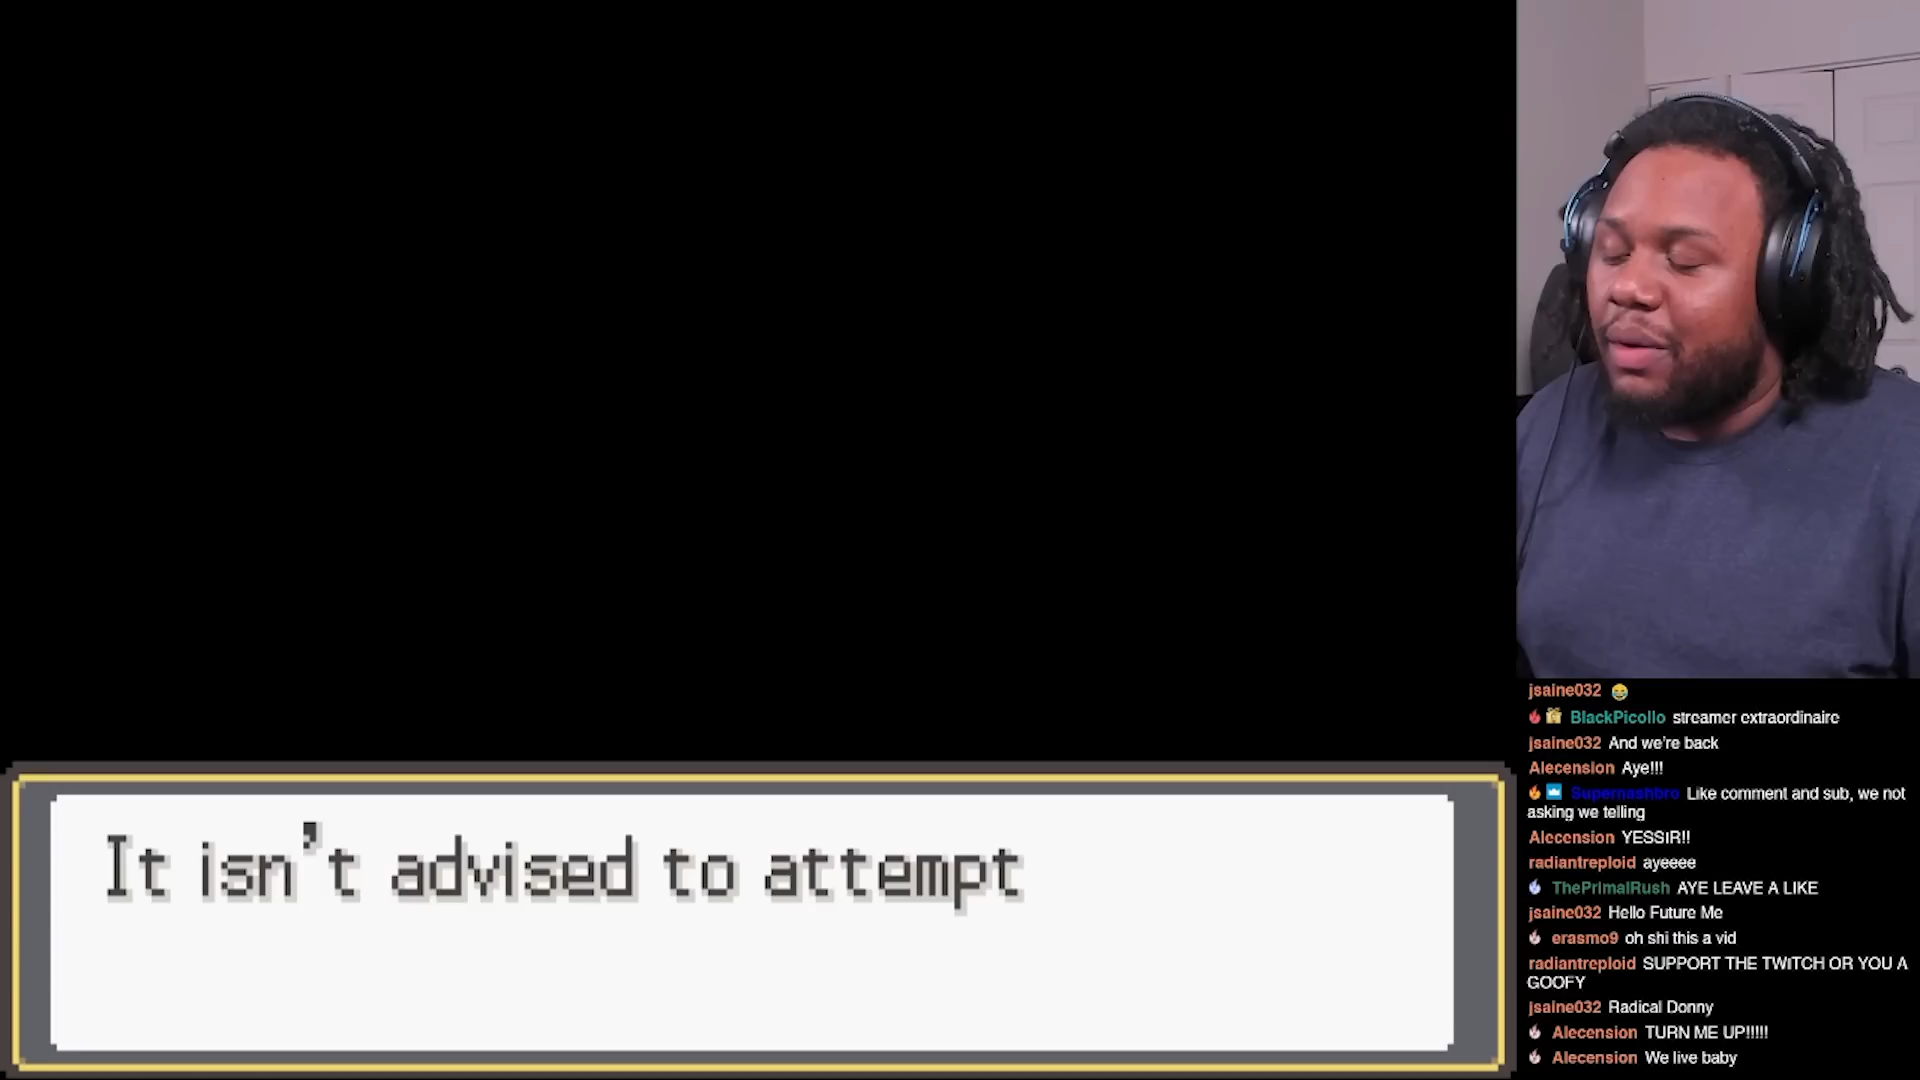 It isn't advised to attempt
jsaine032 😂
BlackPicollo streamer extraordinaire
jsaine032 And we're back
Alecension Aye!!!
Supernashbro Like comment and sub, we not
asking we telling
Alecension YESSIR!!
radiantreploid ayeeee
ThePrimalRush AYE LEAVE A LIKE
jsaine032 Hello Future Me
erasmo9 oh shi this a vid
radiantreploid SUPPORT THE TWITCH OR YOU A
GOOFY
jsaine032 Radical Donny
Alecension TURN ME UP!!!!!
Alecension We live baby